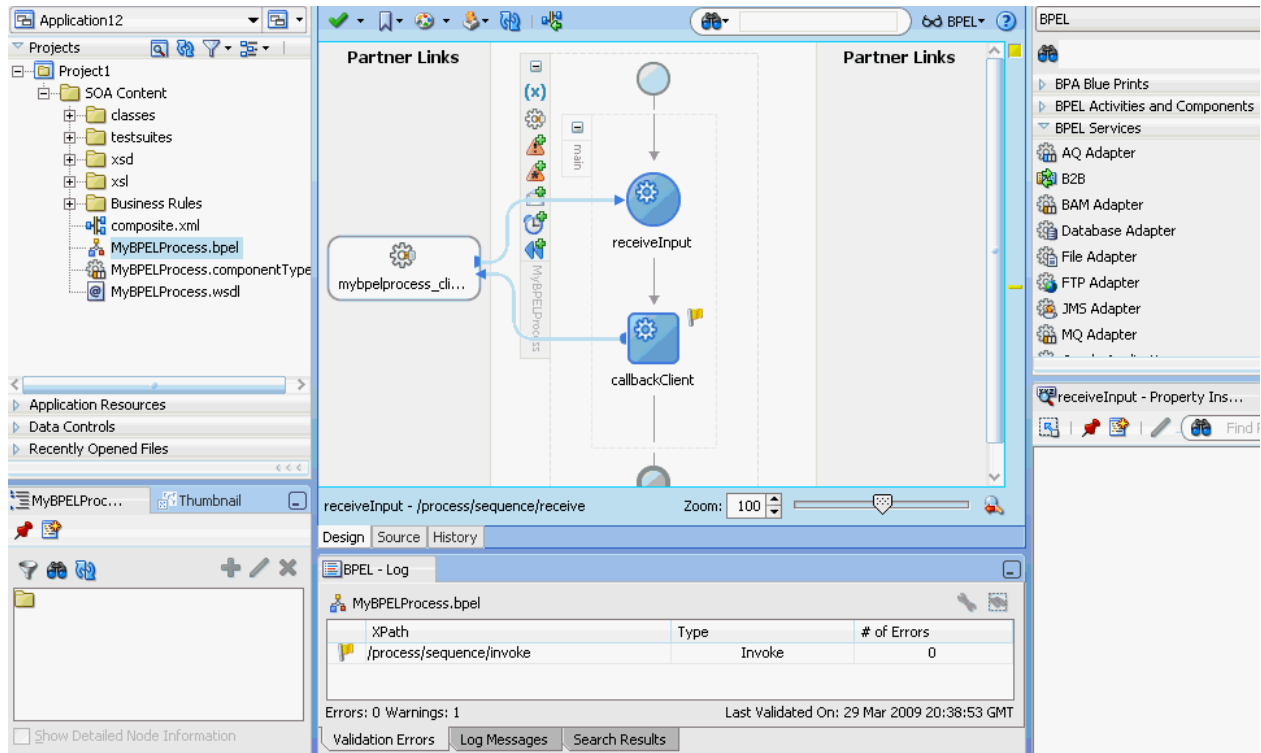 Application12
Projects
Project1
SOA Content
classes
testsuites
xsd
xsl
Business Rules
composite.xml
MyBPELProcess.bpel
MyBPELProcess.componentType
MyBPELProcess.wsdl
Application Resources
Data Controls
Recently Opened Files
MyBPELProc...
Thumbnail
Show Detailed Node Information
BPEL
Partner Links
Partner Links
(x)
main
receiveInput
mybpelprocess_cli...
MyBPELProcess
callbackClient
receiveInput - /process/sequence/receive
Zoom: 100
Design Source History
BPEL - Log
MyBPELProcess.bpel
XPath Type # of Errors
/process/sequence/invoke Invoke 0
Errors: 0 Warnings: 1 Last Validated On: 29 Mar 2009 20:38:53 GMT
Validation Errors Log Messages Search Results
BPEL
BPA Blue Prints
BPEL Activities and Components
BPEL Services
AQ Adapter
B2B
BAM Adapter
Database Adapter
File Adapter
FTP Adapter
JMS Adapter
MQ Adapter
receiveInput - Property Ins...
Find